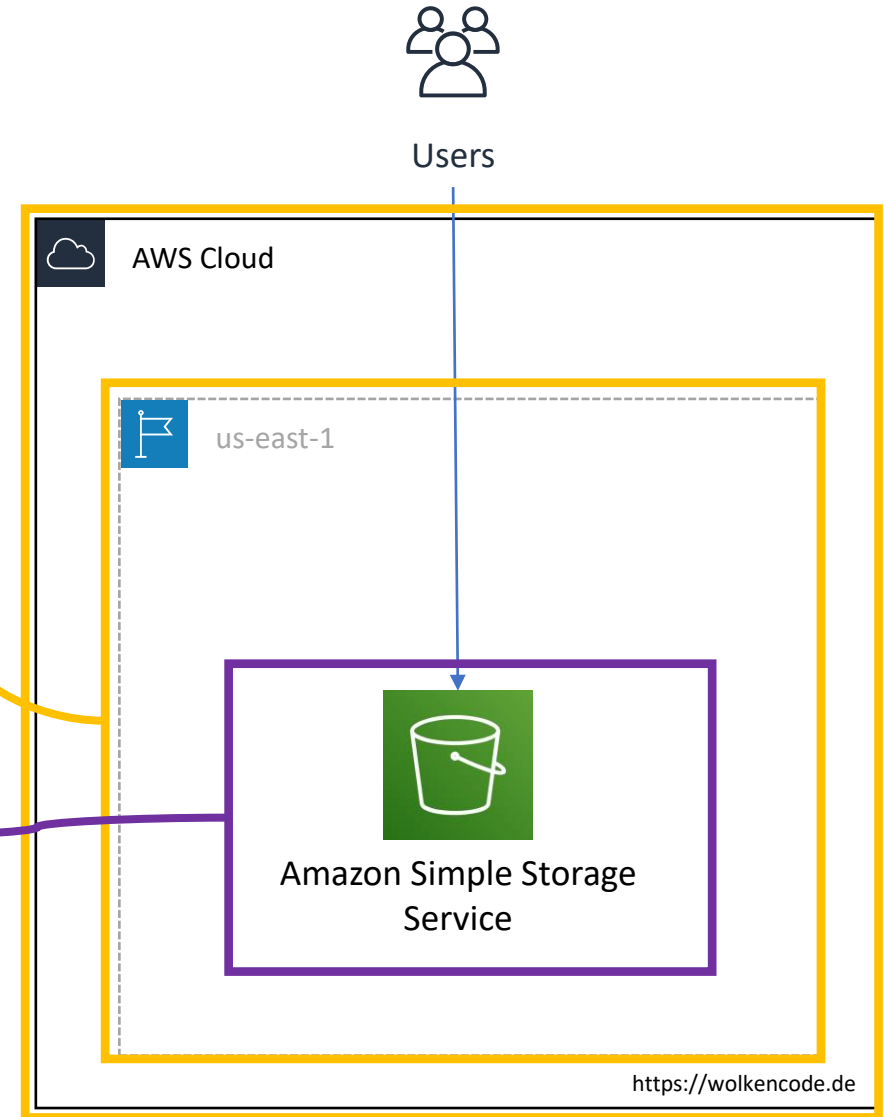 Users
AWS Cloud
us-east-1
Amazon Simple Storage
Service
https://wolkencode.de